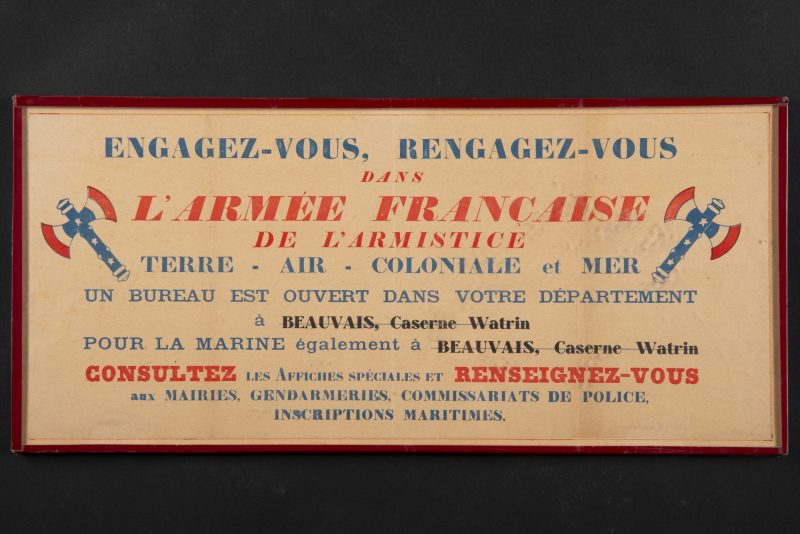 ENGAGEZ-VOUS, RENGAGEZ-VOUS
DANS
L'ARMÉE FRANÇAISE
DE L'ARMISTICE
TERRE - AIR - COLONIALE et MER
UN BUREAU EST OUVERT DANS VOTRE DÉPARTEMENT
à BEAUVAIS, Caserne Watrin
POUR LA MARINE également à BEAUVAIS, Caserne Watrin
CONSULTEZ LES AFFICHES SPÉCIALES ET RENSEIGNEZ-VOUS
aux MAIRIES, GENDARMERIES, COMMISSARIATS DE POLICE,
INSCRIPTIONS MARITIMES.